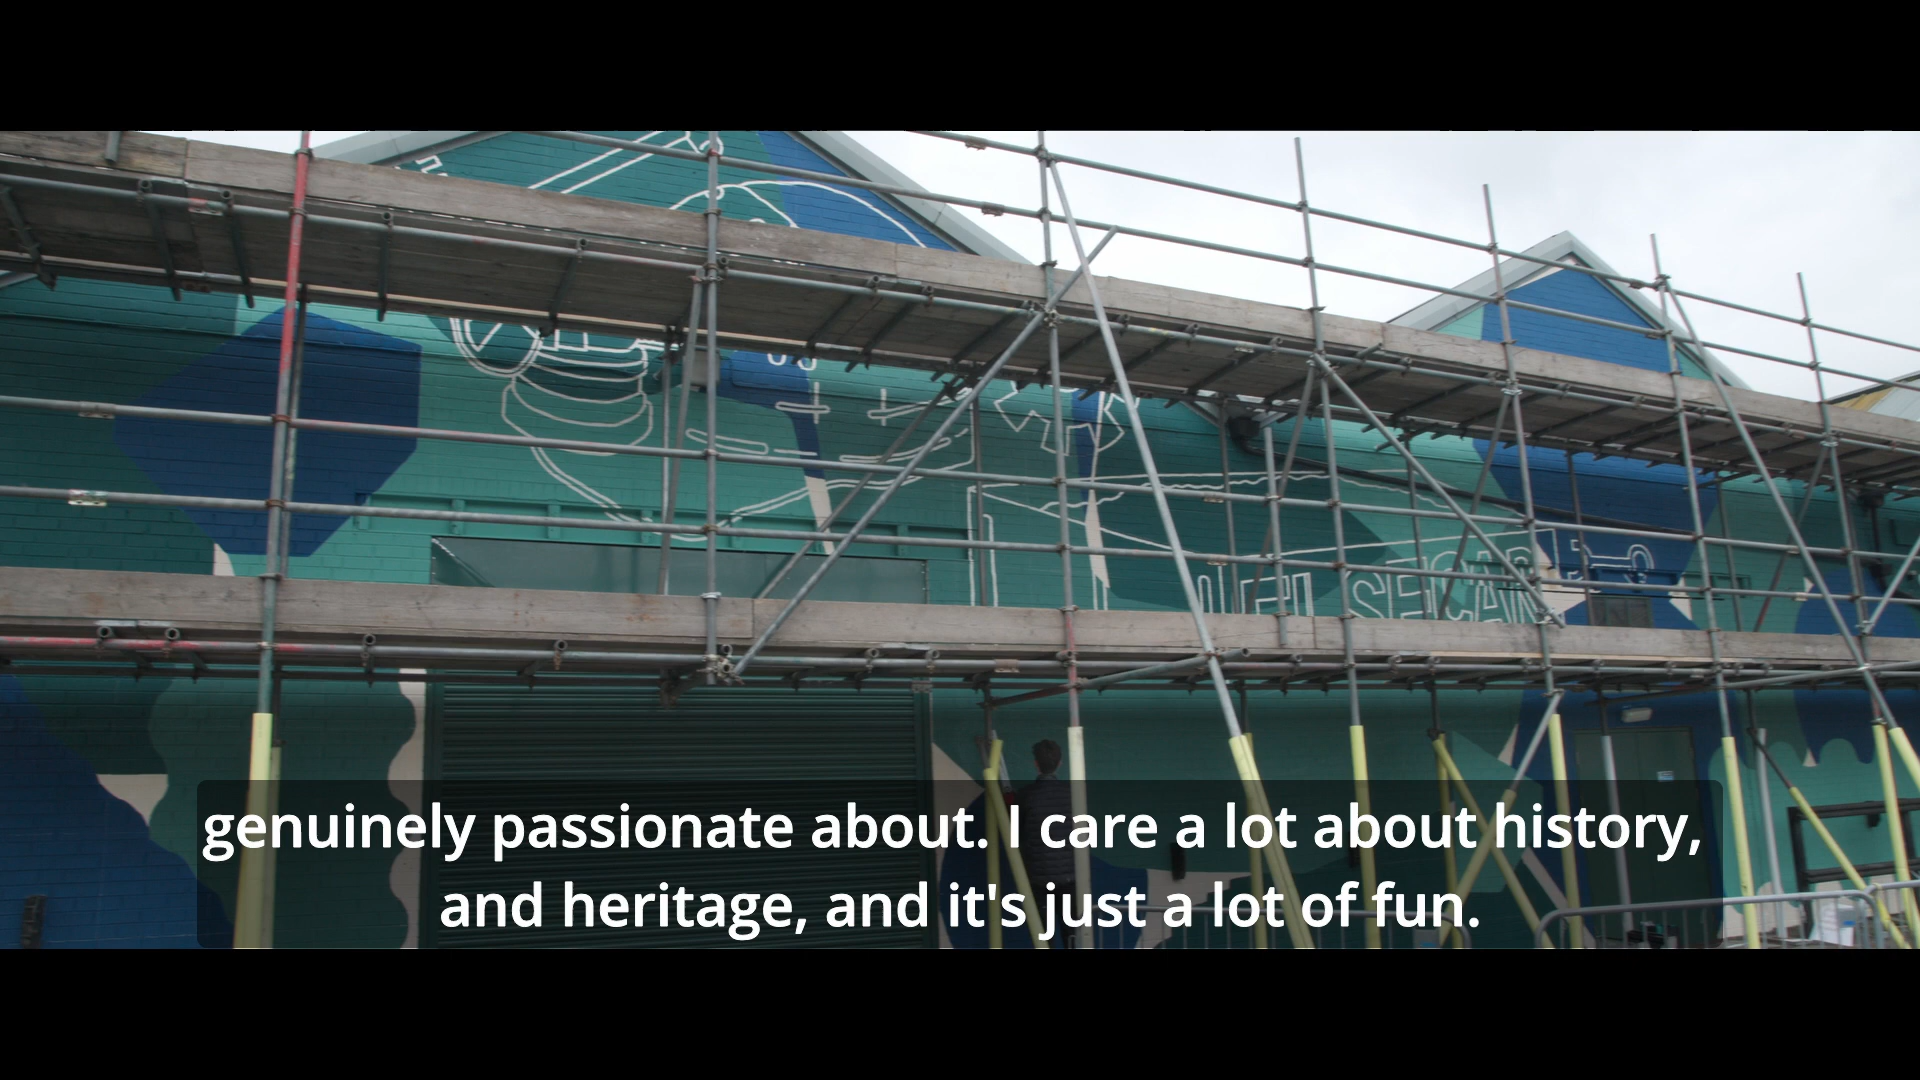 genuinely passionate about. I care a lot about history,
and heritage, and it's just a lot of fun.